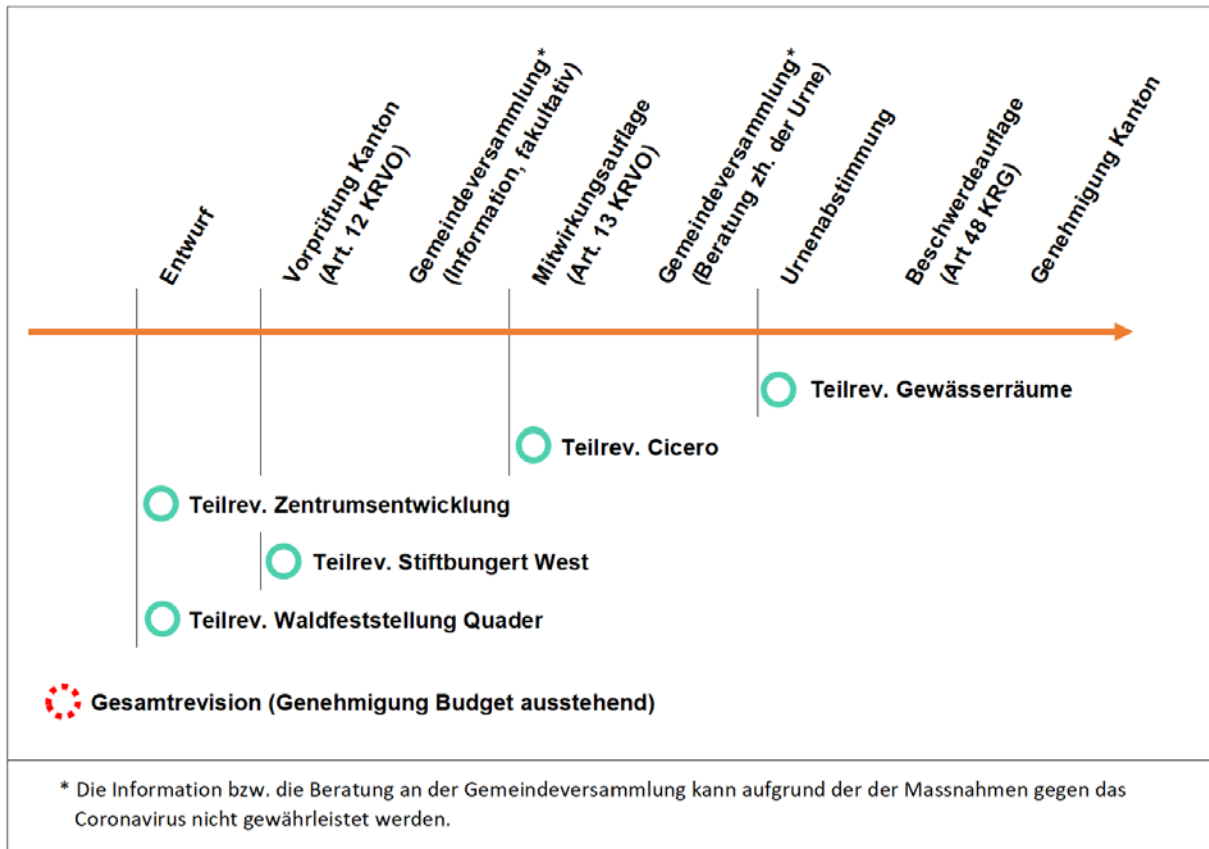 Entwurf
Vorprüfung Kanton
(Art. 12 KRVO)
Gemeindeversammlung*
(Information, fakultativ)
Mitwirkungsauflage
(Art. 13 KRVO)
Gemeindeversammlung*
(Beratung zh. der Urne)
Urnenabstimmung
Beschwerdeauflage
(Art 48 KRG)
Genehmigung Kanton
Teilrev. Gewässerräume
Teilrev. Cicero
Teilrev. Zentrumsentwicklung
Teilrev. Stiftbungert West
Teilrev. Waldfeststellung Quader
Gesamtrevision (Genehmigung Budget ausstehend)
* Die Information bzw. die Beratung an der Gemeindeversammlung kann aufgrund der der Massnahmen gegen das
Coronavirus nicht gewährleistet werden.